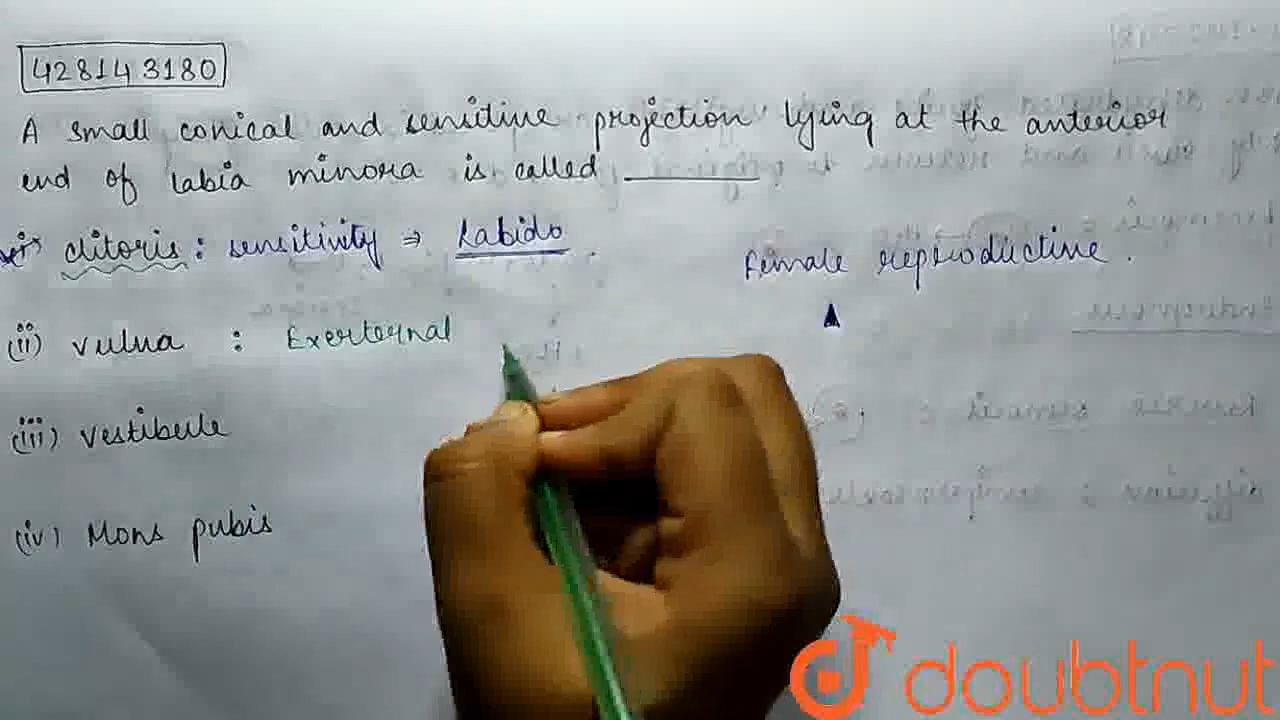 428143180
A small conical and sensitive projection lying at the anterior
end of labia minora is called ________
(i) clitoris : sensitivity ⇒ Labido.
Female reproductive.
(ii) vulva : Exerternal
(iii) vestibule
(iv) Mons pubis
doubtnut